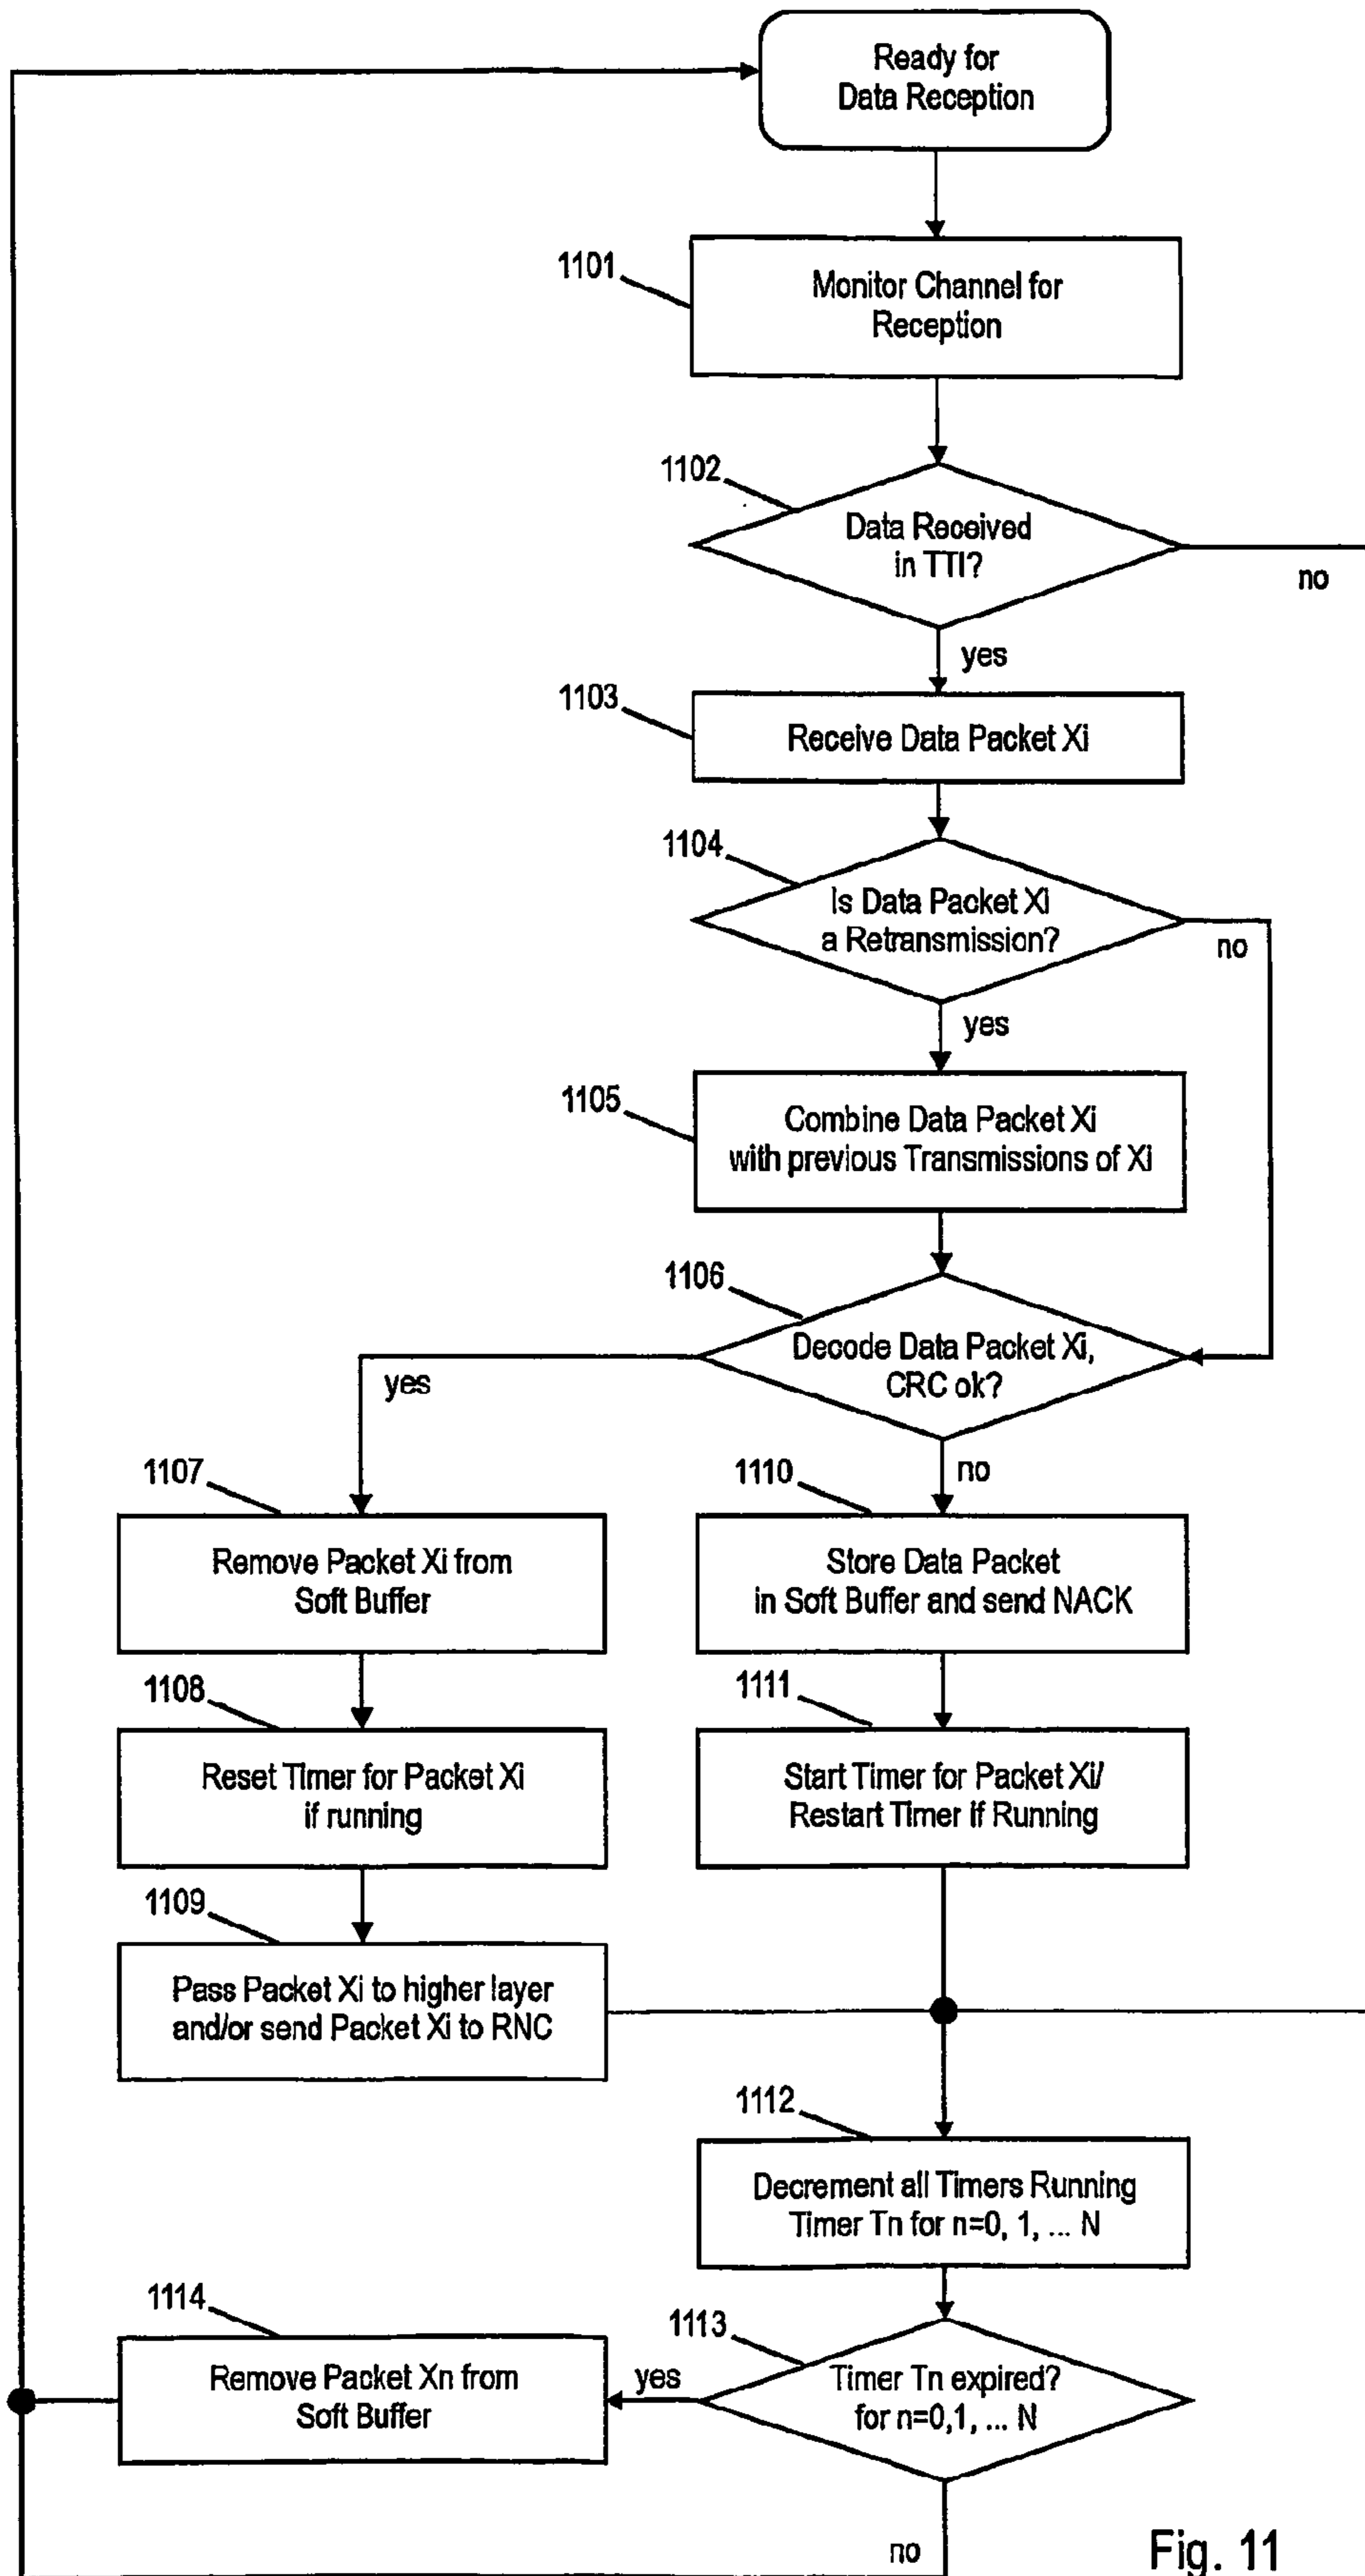 Ready for
Data Reception
1101
Monitor Channel for
Reception
1102
Data Received
in TTI?
no
yes
1103
Receive Data Packet Xi
1104
Is Data Packet Xi
a Retransmission?
no
yes
1105
Combine Data Packet Xi
with previous Transmissions of Xi
1106
Decode Data Packet Xi,
CRC ok?
yes
no
1107
Remove Packet Xi from
Soft Buffer
1110
Store Data Packet
in Soft Buffer and send NACK
1108
Reset Timer for Packet Xi
if running
1111
Start Timer for Packet Xi/
Restart Timer if Running
1109
Pass Packet Xi to higher layer
and/or send Packet Xi to RNC
1112
Decrement all Timers Running
Timer Tn for n=0, 1, ... N
1114
Remove Packet Xn from
Soft Buffer
1113
Timer Tn expired?
for n=0,1, ... N
yes
no
Fig. 11